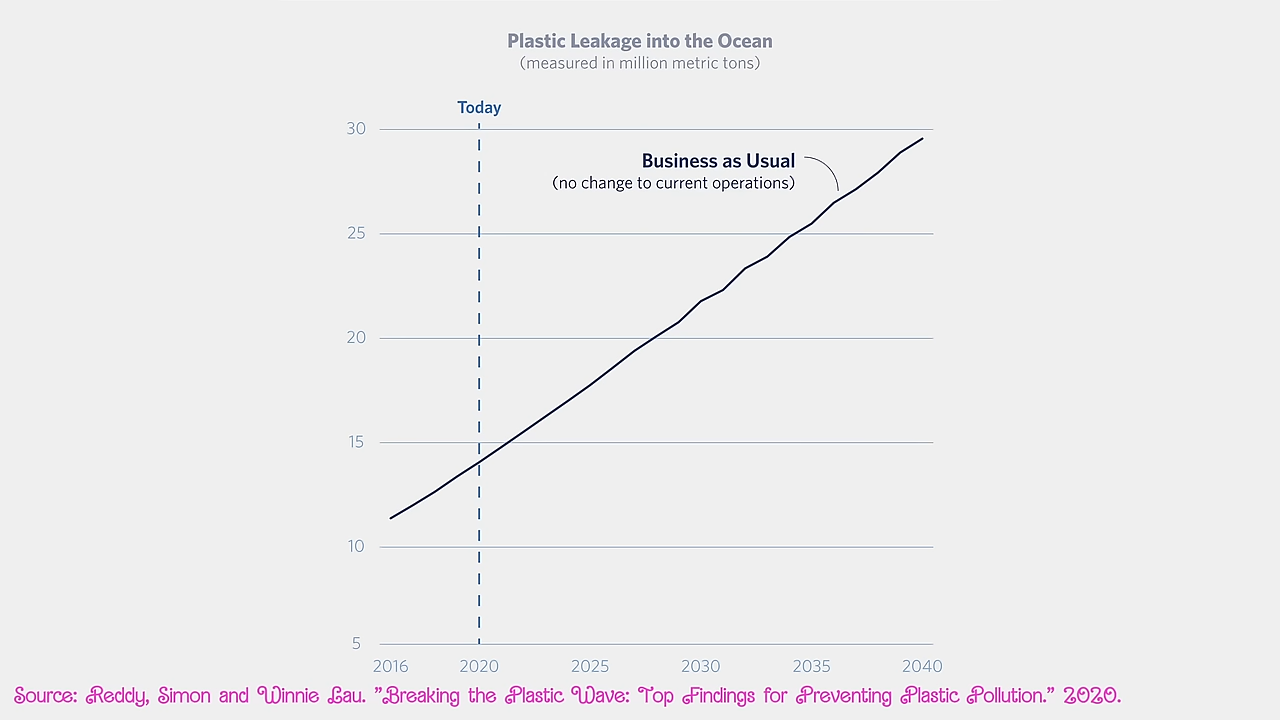 Plastic Leakage into the Ocean
(measured in million metric tons)
Today
30
Business as Usual
(no change to current operations)
25
20
15
10
5
2016 2020 2025 2030 2035 2040
Source: Reddy, Simon and Winnie Lau. "Breaking the Plastic Wave: Top Findings for Preventing Plastic Pollution." 2020.